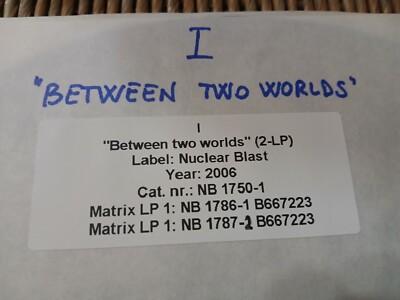 I
"BETWEEN TWO WORLDS"
I
"Between two worlds" (2-LP)
Label: Nuclear Blast
Year: 2006
Cat. nr.: NB 1750-1
Matrix LP 1: NB 1786-1 B667223
Matrix LP 1: NB 1787-2 B667223